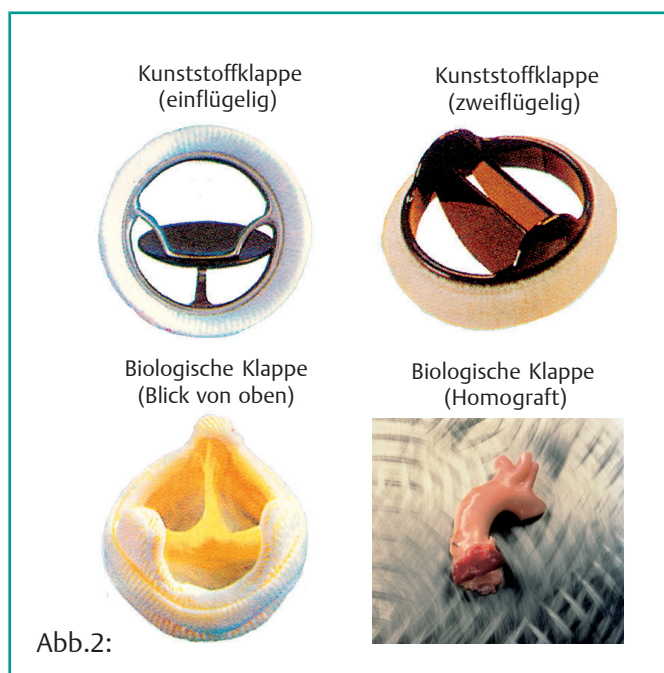 Kunststoffklappe
(einflügelig)
Kunststoffklappe
(zweiflügelig)
Biologische Klappe
(Blick von oben)
Biologische Klappe
(Homograft)
Abb.2: